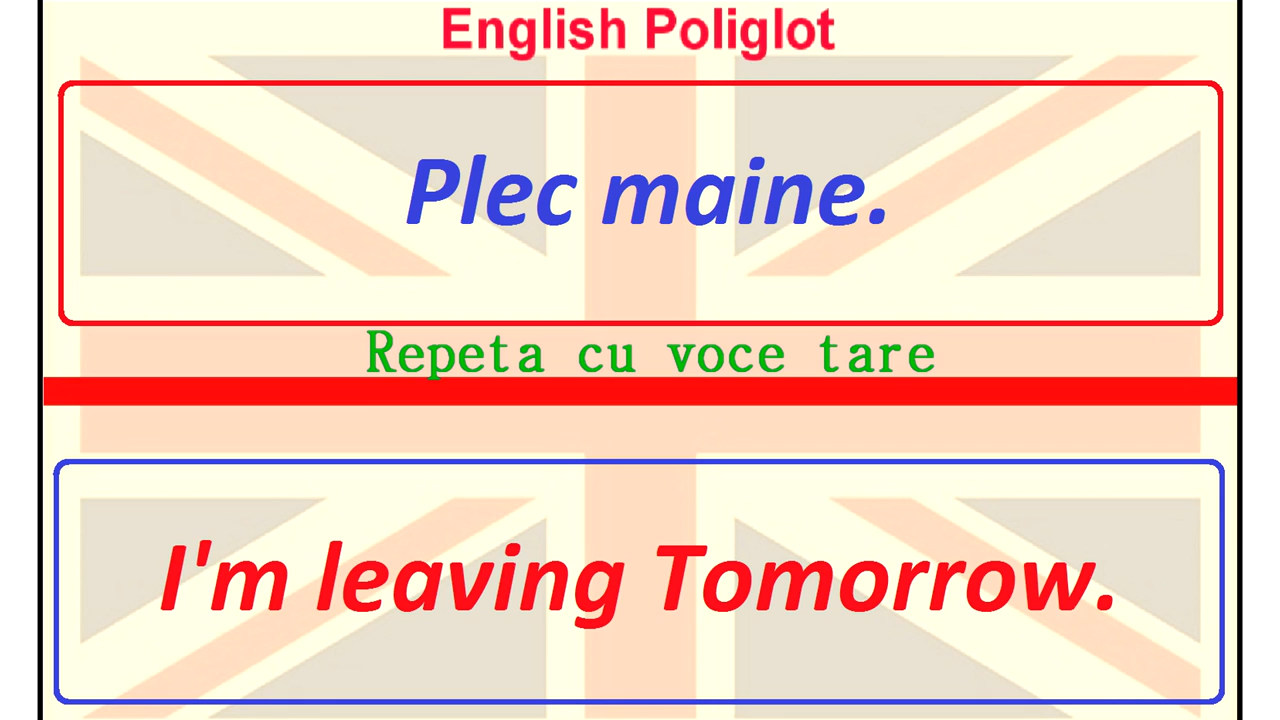 English Poliglot
Plec maine.
Repeta cu voce tare
I'm leaving Tomorrow.